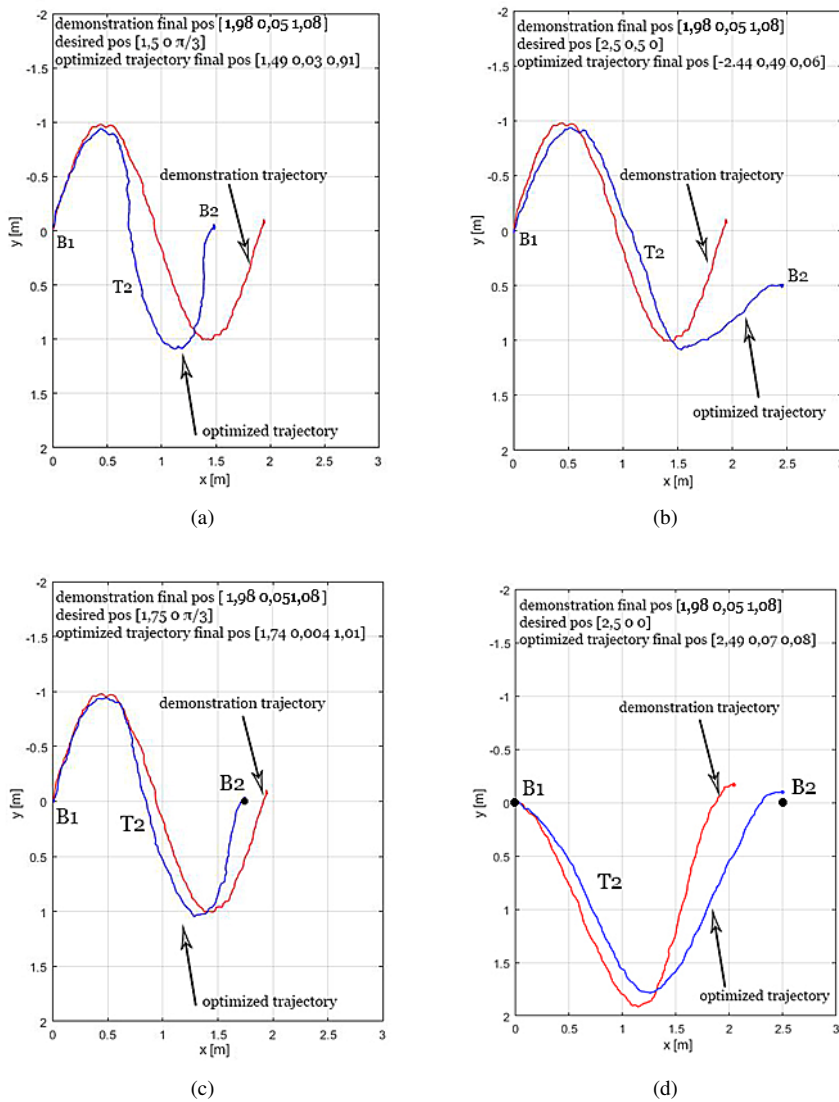 demonstration final pos [1,98 0,05 1,08]
desired pos [1,5 0 π/3]
optimized trajectory final pos [1,49 0,03 0,91]
-2
-1.5
-1
-0.5
0
0.5
1
1.5
2
y [m]
demonstration trajectory
B1
B2
T2
optimized trajectory
0 0.5 1 1.5 2 2.5 3
x [m]
(a)
demonstration final pos [1,98 0,05 1,08]
desired pos [2,5 0,5 0]
optimized trajectory final pos [-2.44 0,49 0,06]
-2
-1.5
-1
-0.5
0
0.5
1
1.5
2
y [m]
demonstration trajectory
B1
T2
B2
optimized trajectory
0 0.5 1 1.5 2 2.5 3
x [m]
(b)
demonstration final pos [1,98 0,051,08]
desired pos [1,75 0 π/3]
optimized trajectory final pos [1,74 0,004 1,01]
-2
-1.5
-1
-0.5
0
0.5
1
1.5
2
y [m]
demonstration trajectory
B2
B1
T2
optimized trajectory
0 0.5 1 1.5 2 2.5 3
x [m]
(c)
demonstration final pos [1,98 0,05 1,08]
desired pos [2,5 0 0]
optimized trajectory final pos [2,49 0,07 0,08]
-2
-1.5
-1
-0.5
0
0.5
1
1.5
2
y [m]
demonstration trajectory
B1
B2
T2
optimized trajectory
0 0.5 1 1.5 2 2.5 3
x [m]
(d)